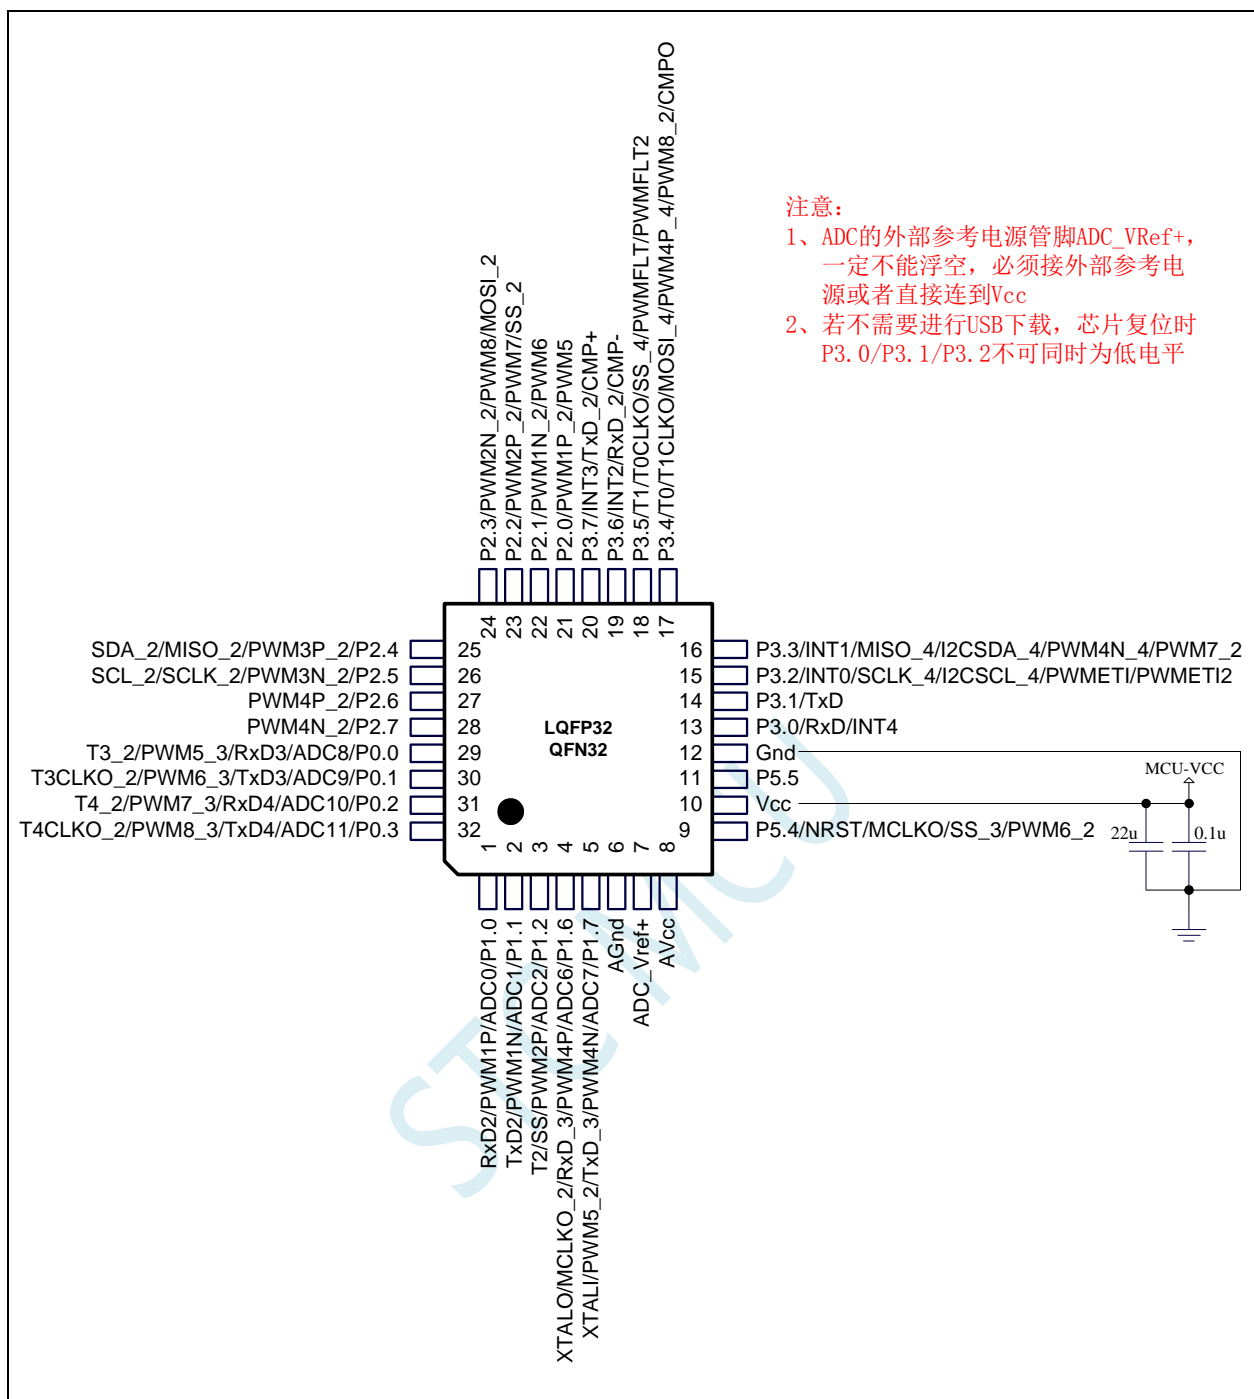 注意：
1、ADC的外部参考电源管脚ADC_VRef+，
一定不能浮空，必须接外部参考电
源或者直接连到Vcc
2、若不需要进行USB下载，芯片复位时
P3.0/P3.1/P3.2不可同时为低电平
P2.3/PWM2N_2/PWM8/MOSI_2
P2.2/PWM2P_2/PWM7/SS_2
P2.1/PWM1N_2/PWM6
P2.0/PWM1P_2/PWM5
P3.7/INT3/TxD_2/CMP+
P3.6/INT2/RxD_2/CMP-
P3.5/T1/T0CLKO/SS_4/PWMFLT/PWMFLT2
P3.4/T0/T1CLKO/MOSI_4/PWM4P_4/PWM8_2/CMPO
24
23
22
21
20
19
18
17
SDA_2/MISO_2/PWM3P_2/P2.4
25
SCL_2/SCLK_2/PWM3N_2/P2.5
26
PWM4P_2/P2.6
27
PWM4N_2/P2.7
28
T3_2/PWM5_3/RxD3/ADC8/P0.0
29
T3CLKO_2/PWM6_3/TxD3/ADC9/P0.1
30
T4_2/PWM7_3/RxD4/ADC10/P0.2
31
T4CLKO_2/PWM8_3/TxD4/ADC11/P0.3
32
LQFP32
QFN32
16
P3.3/INT1/MISO_4/I2CSDA_4/PWM4N_4/PWM7_2
15
P3.2/INT0/SCLK_4/I2CSCL_4/PWMETI/PWMETI2
14
P3.1/TxD
13
P3.0/RxD/INT4
12
Gnd
11
P5.5
10
Vcc
9
P5.4/NRST/MCLKO/SS_3/PWM6_2
MCU-VCC
22u
0.1u
1
2
3
4
5
6
7
8
RxD2/PWM1P/ADC0/P1.0
TxD2/PWM1N/ADC1/P1.1
T2/SS/PWM2P/ADC2/P1.2
XTALO/MCLKO_2/RxD_3/PWM4P/ADC6/P1.6
XTALI/PWM5_2/TxD_3/PWM4N/ADC7/P1.7
AGnd
ADC_Vref+
AVcc
STC MCU